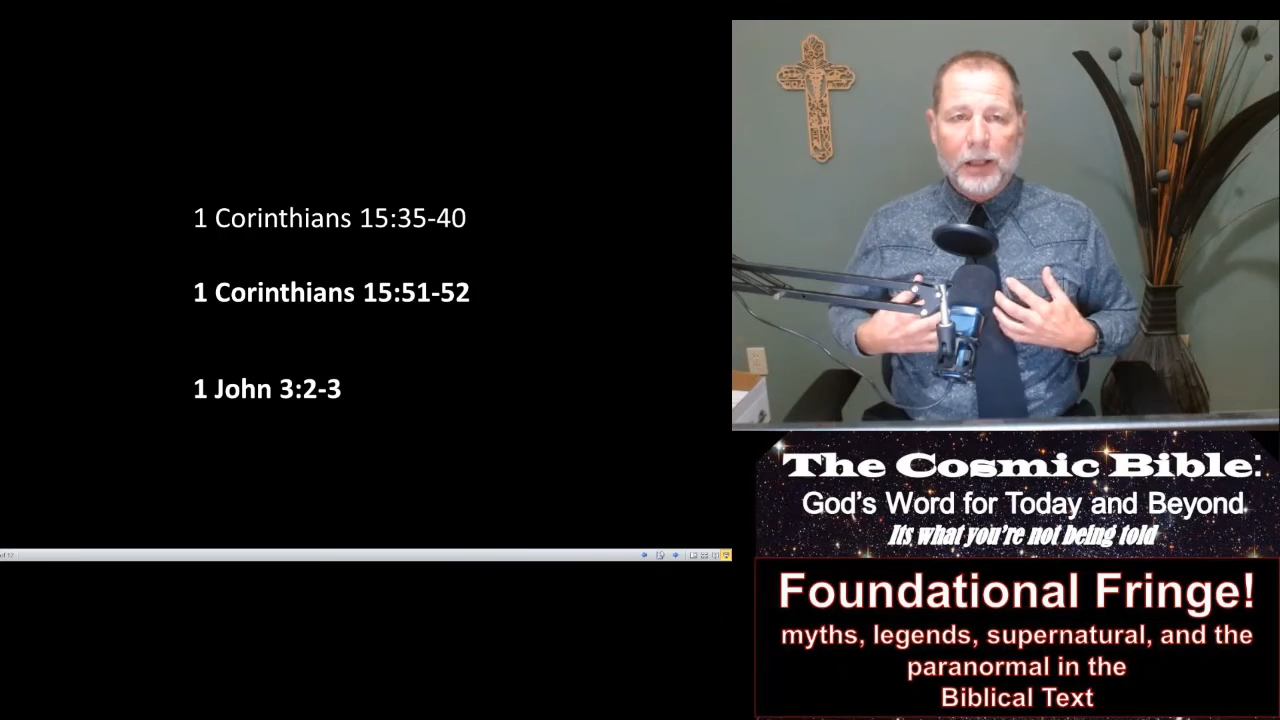 1 Corinthians 15:35-40
1 Corinthians 15:51-52
1 John 3:2-3
of 12
The Cosmic Bible:
God's Word for Today and Beyond
Its what you're not being told
Foundational Fringe!
myths, legends, supernatural, and the
paranormal in the
Biblical Text